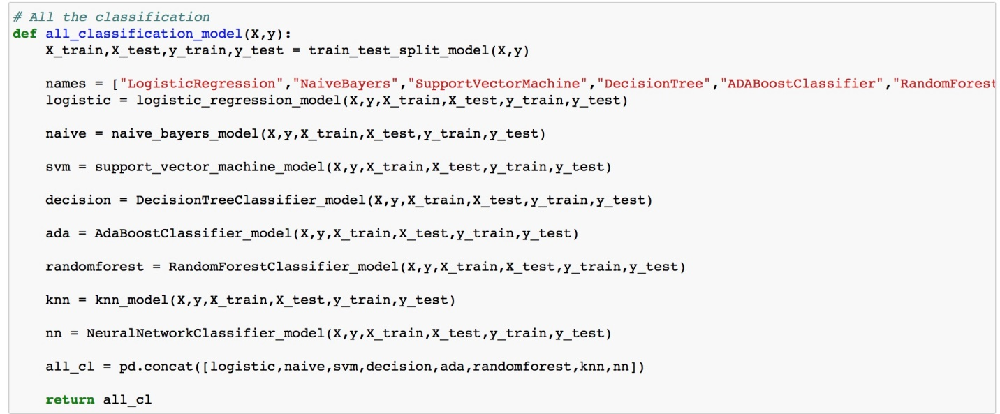 # All the classification
def all_classification_model(X,y):
    X_train,X_test,y_train,y_test = train_test_split_model(X,y)
    names = ["LogisticRegression","NaiveBayers","SupportVectorMachine","DecisionTree","ADABoostClassifier","RandomForest
    logistic = logistic_regression_model(X,y,X_train,X_test,y_train,y_test)
    naive = naive_bayers_model(X,y,X_train,X_test,y_train,y_test)
    svm = support_vector_machine_model(X,y,X_train,X_test,y_train,y_test)
    decision = DecisionTreeClassifier_model(X,y,X_train,X_test,y_train,y_test)
    ada = AdaBoostClassifier_model(X,y,X_train,X_test,y_train,y_test)
    randomforest = RandomForestClassifier_model(X,y,X_train,X_test,y_train,y_test)
    knn = knn_model(X,y,X_train,X_test,y_train,y_test)
    nn = NeuralNetworkClassifier_model(X,y,X_train,X_test,y_train,y_test)
    all_cl = pd.concat([logistic,naive,svm,decision,ada,randomforest,knn,nn])
    return all_cl